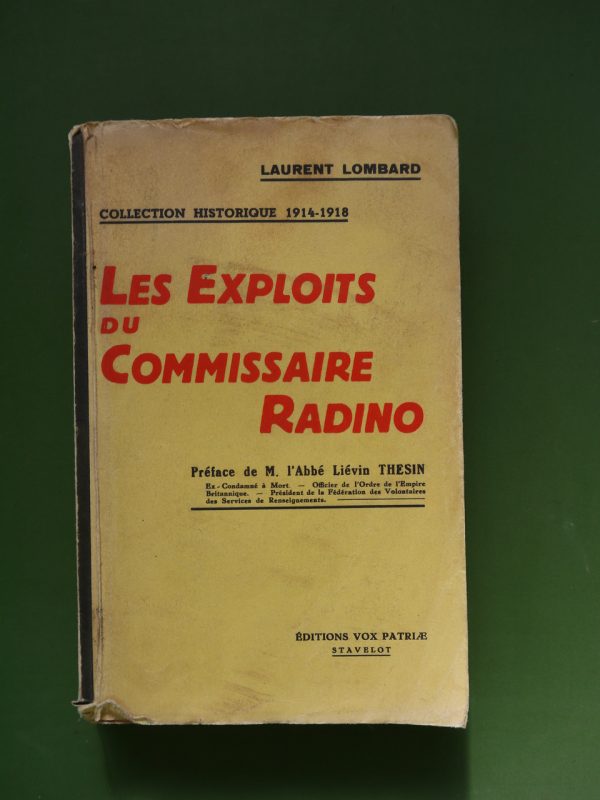 LAURENT LOMBARD
COLLECTION HISTORIQUE 1914-1918
LES EXPLOITS
DU
COMMISSAIRE
RADINO
Préface de M. l'Abbé Liévin THESIN
Ex-Condamné à Mort. — Officier de l'Ordre de l'Empire
Britannique. — Président de la Fédération des Volontaires
des Services de Renseignements.
ÉDITIONS VOX PATRIÆ
STAVELOT